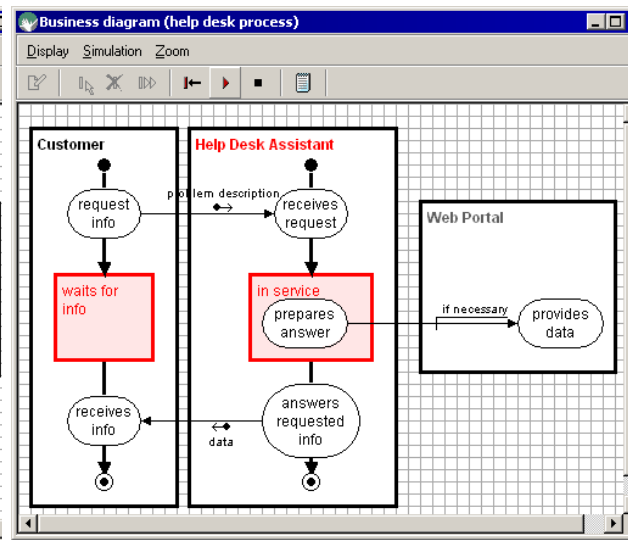 Business diagram (help desk process)
Display Simulation Zoom
Customer
Help Desk Assistant
request
info
problem description
receives
request
Web Portal
waits for
info
in service
prepares
answer
if necessary
provides
data
receives
info
data
answers
requested
info